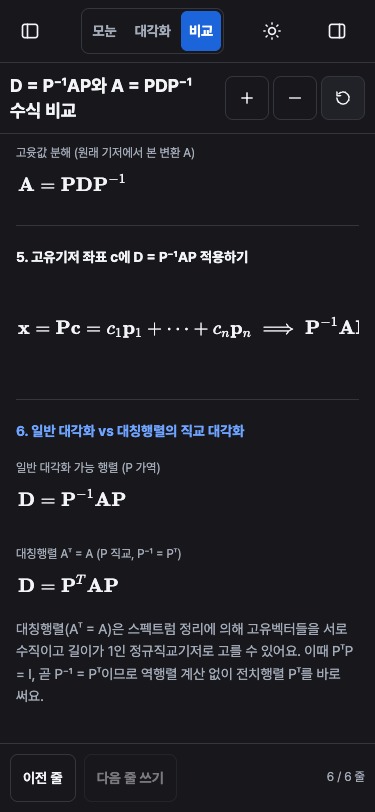 모눈 대각화 비교
D = P⁻¹AP와 A = PDP⁻¹
수식 비교
고윳값 분해 (원래 기저에서 본 변환 A)
A = PDP⁻¹
5. 고유기저 좌표 c에 D = P⁻¹AP 적용하기
x = Pc = c₁p₁ + ⋯ + cₙpₙ ⟹ P⁻¹A
6. 일반 대각화 vs 대칭행렬의 직교 대각화
일반 대각화 가능 행렬 (P 가역)
D = P⁻¹AP
대칭행렬 Aᵀ = A (P 직교, P⁻¹ = Pᵀ)
D = PᵀAP
대칭행렬(Aᵀ = A)은 스펙트럼 정리에 의해 고유벡터들을 서로
수직이고 길이가 1인 정규직교기저로 고를 수 있어요. 이때 PᵀP
= I, 곧 P⁻¹ = Pᵀ이므로 역행렬 계산 없이 전치행렬 Pᵀ를 바로
써요.
이전 줄 다음 줄 쓰기 6 / 6 줄